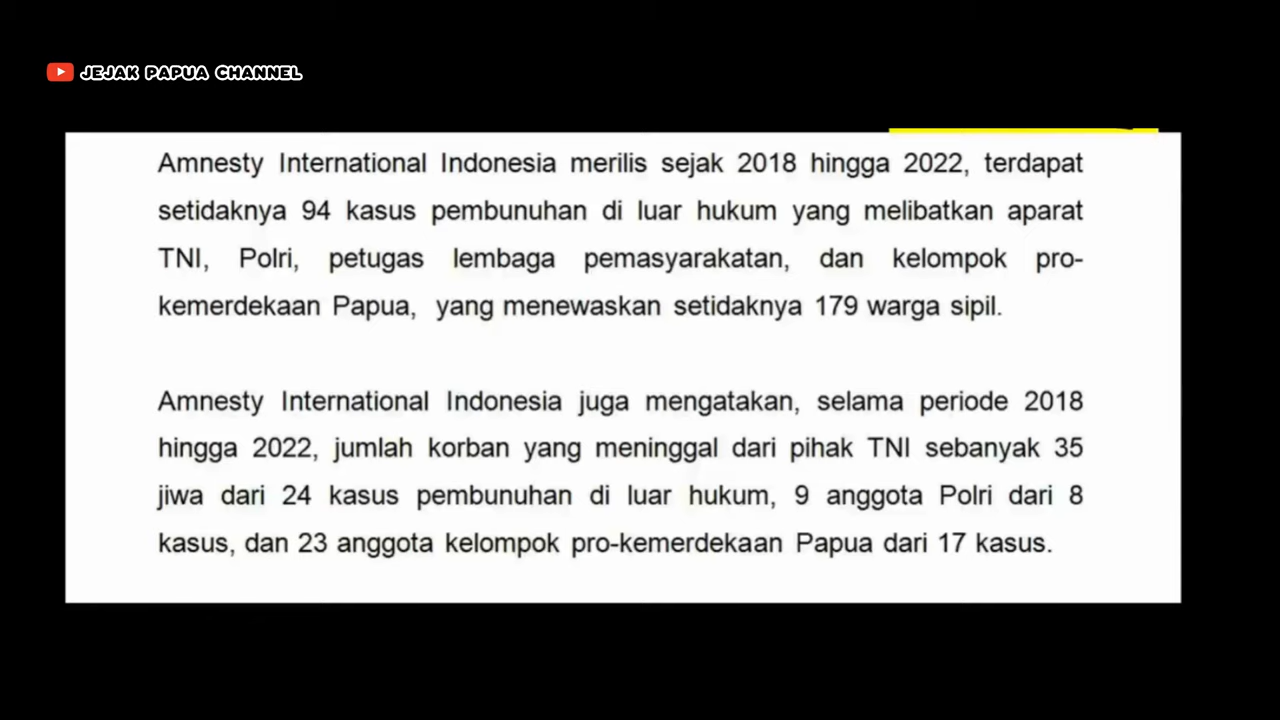 JEJAK PAPUA CHANNEL
Amnesty International Indonesia merilis sejak 2018 hingga 2022, terdapat
setidaknya 94 kasus pembunuhan di luar hukum yang melibatkan aparat
TNI, Polri, petugas lembaga pemasyarakatan, dan kelompok pro-
kemerdekaan Papua, yang menewaskan setidaknya 179 warga sipil.
Amnesty International Indonesia juga mengatakan, selama periode 2018
hingga 2022, jumlah korban yang meninggal dari pihak TNI sebanyak 35
jiwa dari 24 kasus pembunuhan di luar hukum, 9 anggota Polri dari 8
kasus, dan 23 anggota kelompok pro-kemerdekaan Papua dari 17 kasus.